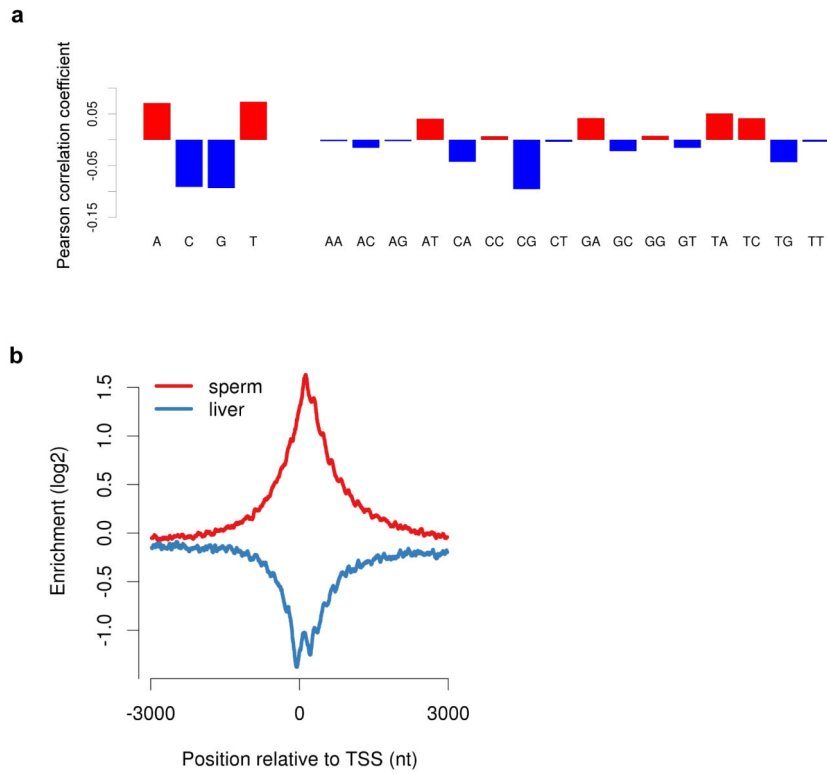 a
Pearson correlation coefficient
0.05
-0.05
-0.15
A C G T AA AC AG AT CA CC CG CT GA GC GG GT TA TC TG TT
b
sperm
liver
Enrichment (log2)
1.5
1.0
0.5
0.0
-0.5
-1.0
-3000 0 3000
Position relative to TSS (nt)